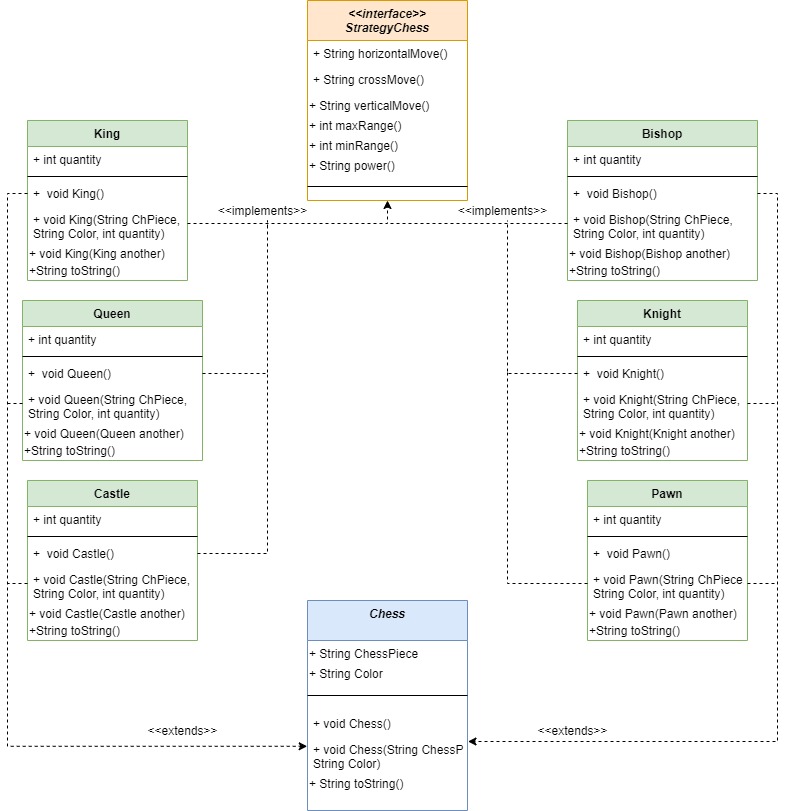 <<interface>>
StrategyChess
+ String horizontalMove()
+ String crossMove()
+ String verticalMove()
+ int maxRange()
+ int minRange()
+ String power()
King
+ int quantity
+ void King()
+ void King(String ChPiece,
String Color, int quantity)
+ void King(King another)
+String toString()
<<implements>>
<<implements>>
Bishop
+ int quantity
+ void Bishop()
+ void Bishop(String ChPiece,
String Color, int quantity)
+ void Bishop(Bishop another)
+String toString()
Queen
+ int quantity
+ void Queen()
+ void Queen(String ChPiece,
String Color, int quantity)
+ void Queen(Queen another)
+String toString()
Knight
+ int quantity
+ void Knight()
+ void Knight(String ChPiece,
String Color, int quantity)
+ void Knight(Knight another)
+String toString()
Castle
+ int quantity
+ void Castle()
+ void Castle(String ChPiece,
String Color, int quantity)
+ void Castle(Castle another)
+String toString()
Pawn
+ int quantity
+ void Pawn()
+ void Pawn(String ChPiece
String Color, int quantity)
+ void Pawn(Pawn another)
+String toString()
Chess
+ String ChessPiece
+ String Color
+ void Chess()
+ void Chess(String ChessP
String Color)
+ String toString()
<<extends>>
<<extends>>